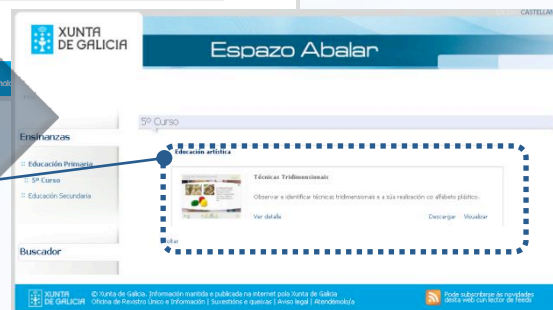 CASTELLAN
XUNTA
DE GALICIA
Espazo Abalar
5º Curso
Ensinanzas
Educación Primaria
5º Curso
Educación Secundaria
Buscador
Educación artística
Técnicas Tridimensionais
Observar e identificar técnicas tridimensionais e a súa realización co alfabeto plástico.
Ver detalle
Descargar Visualizar
XUNTA
DE GALICIA
© Xunta de Galicia. Información mantida e publicada na internet pola Xunta de Galicia
Oficina de Rexistro Único e Información | Suxestións e queixas | Aviso legal | Atendémolo/a
Pode subscribirse ás novidades
desta web cun lector de feeds